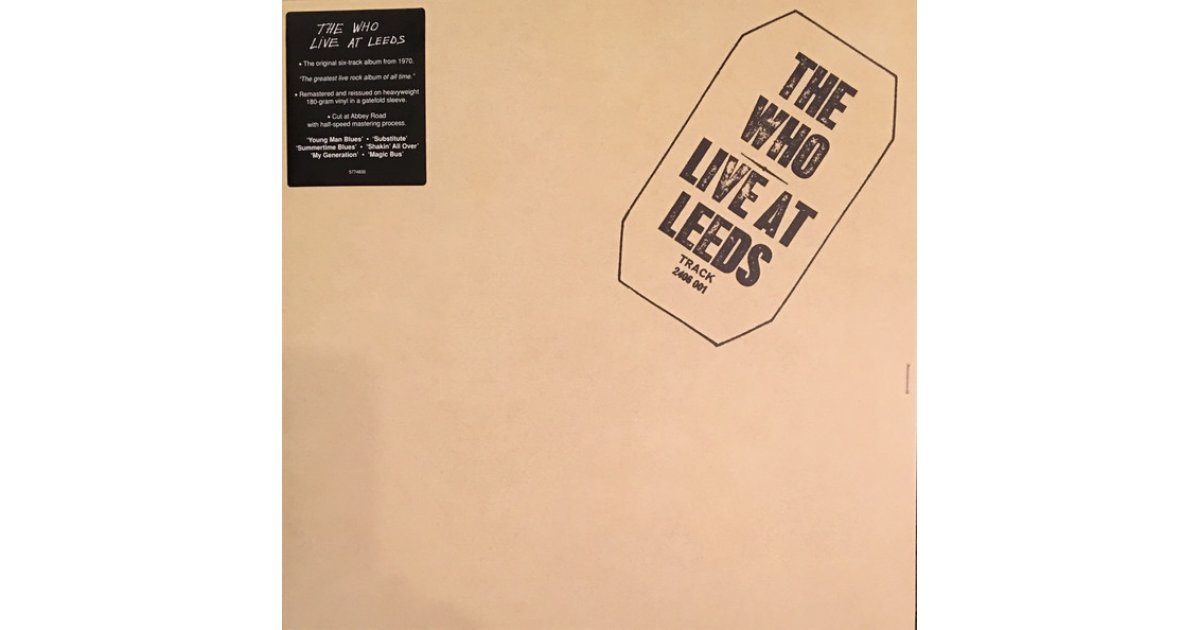 THE WHO
LIVE AT LEEDS
• The original six-track album from 1970.
"The greatest live rock album of all time."
• Remastered and reissued on heavyweight
180-gram vinyl in a gatefold sleeve.
• Cut at Abbey Road
with half-speed mastering process.
'Young Man Blues' • 'Substitute'
'Summertime Blues' • 'Shakin' All Over'
'My Generation' • 'Magic Bus'
THE
WHO
LIVE AT
LEEDS
TRACK
2406 001